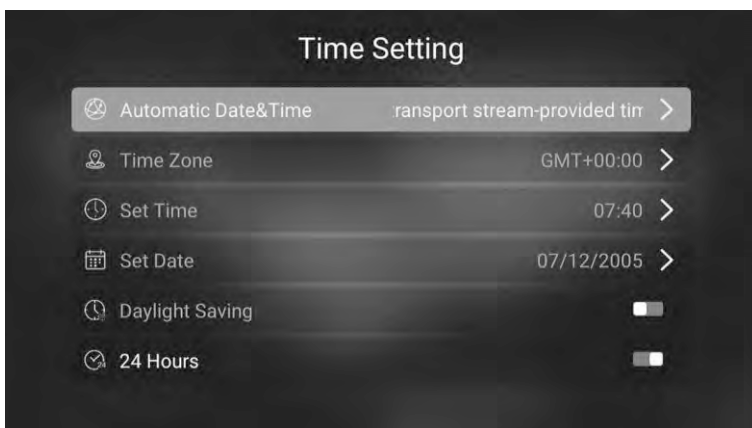 Time Setting
Automatic Date&Time ransport stream-provided tim
Time Zone GMT+00:00
Set Time 07:40
Set Date 07/12/2005
Daylight Saving
24 Hours